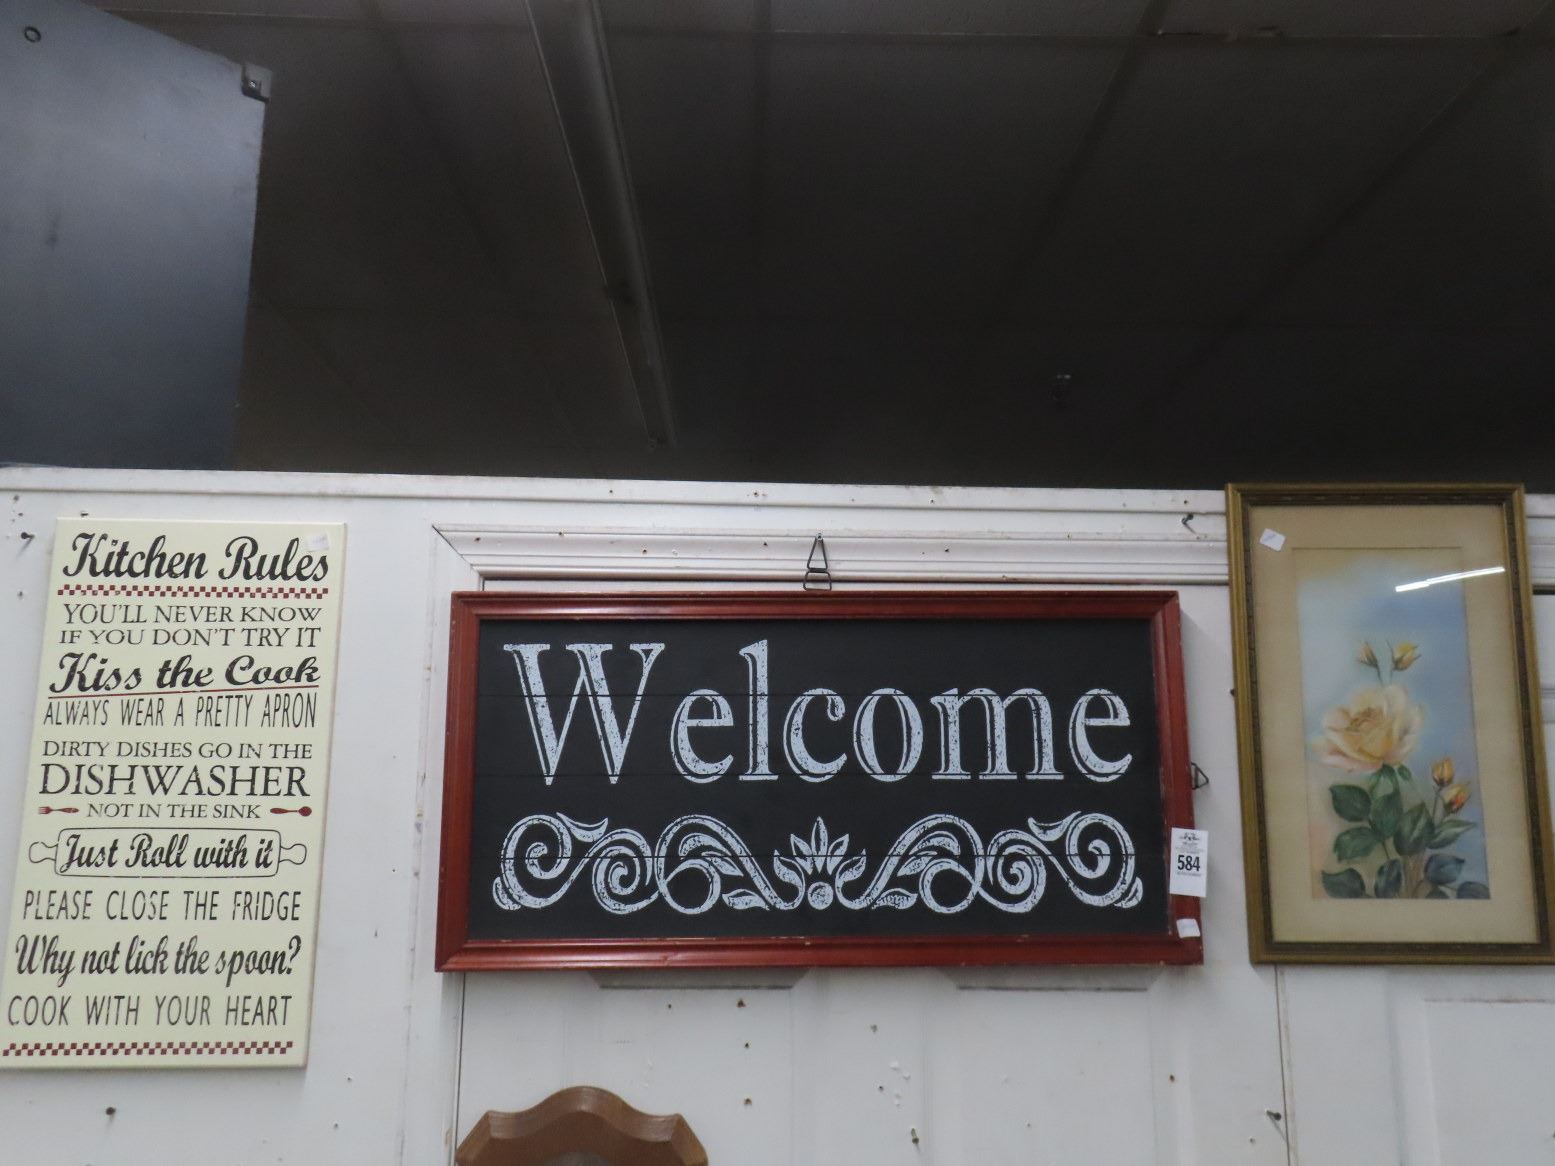 Kitchen Rules
YOU'LL NEVER KNOW
IF YOU DON'T TRY IT
Kiss the Cook
ALWAYS WEAR A PRETTY APRON
DIRTY DISHES GO IN THE
DISHWASHER
NOT IN THE SINK
Just Roll with it
PLEASE CLOSE THE FRIDGE
Why not lick the spoon?
COOK WITH YOUR HEART
Welcome
584